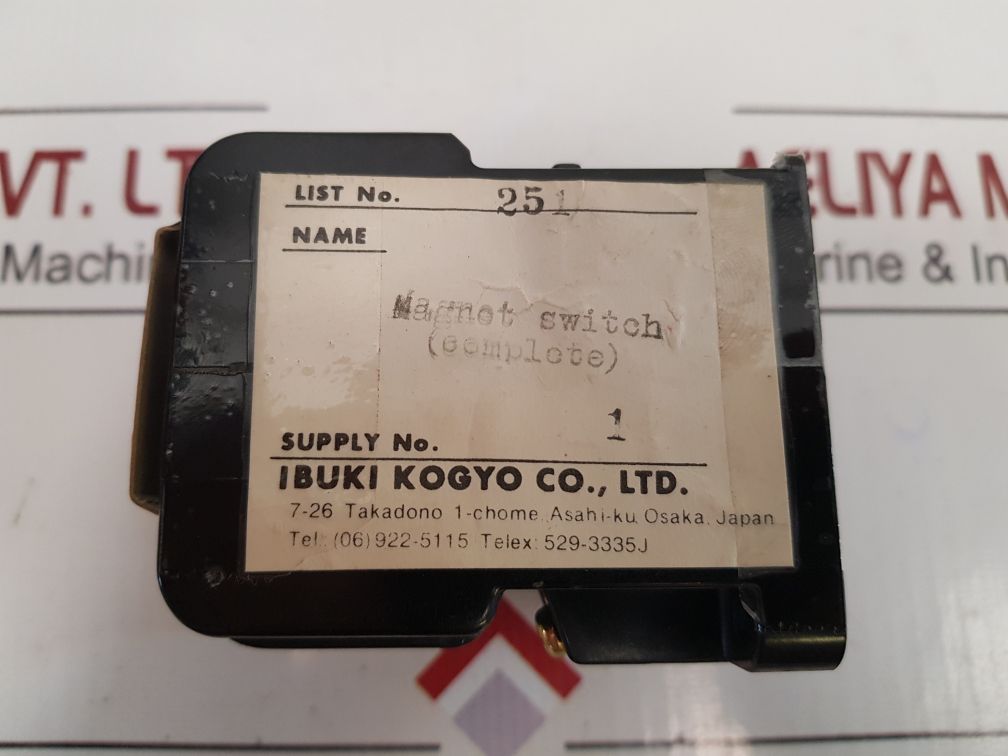 LIST No. 251
NAME
Magnet switch
(complete)
SUPPLY No. 1
IBUKI KOGYO CO., LTD.
7-26 Takadono 1-chome, Asahi-ku, Osaka, Japan
Tel: (06) 922-5115 Telex: 529-3335J
VT. LT
Machin
AELIYA M
rine & In